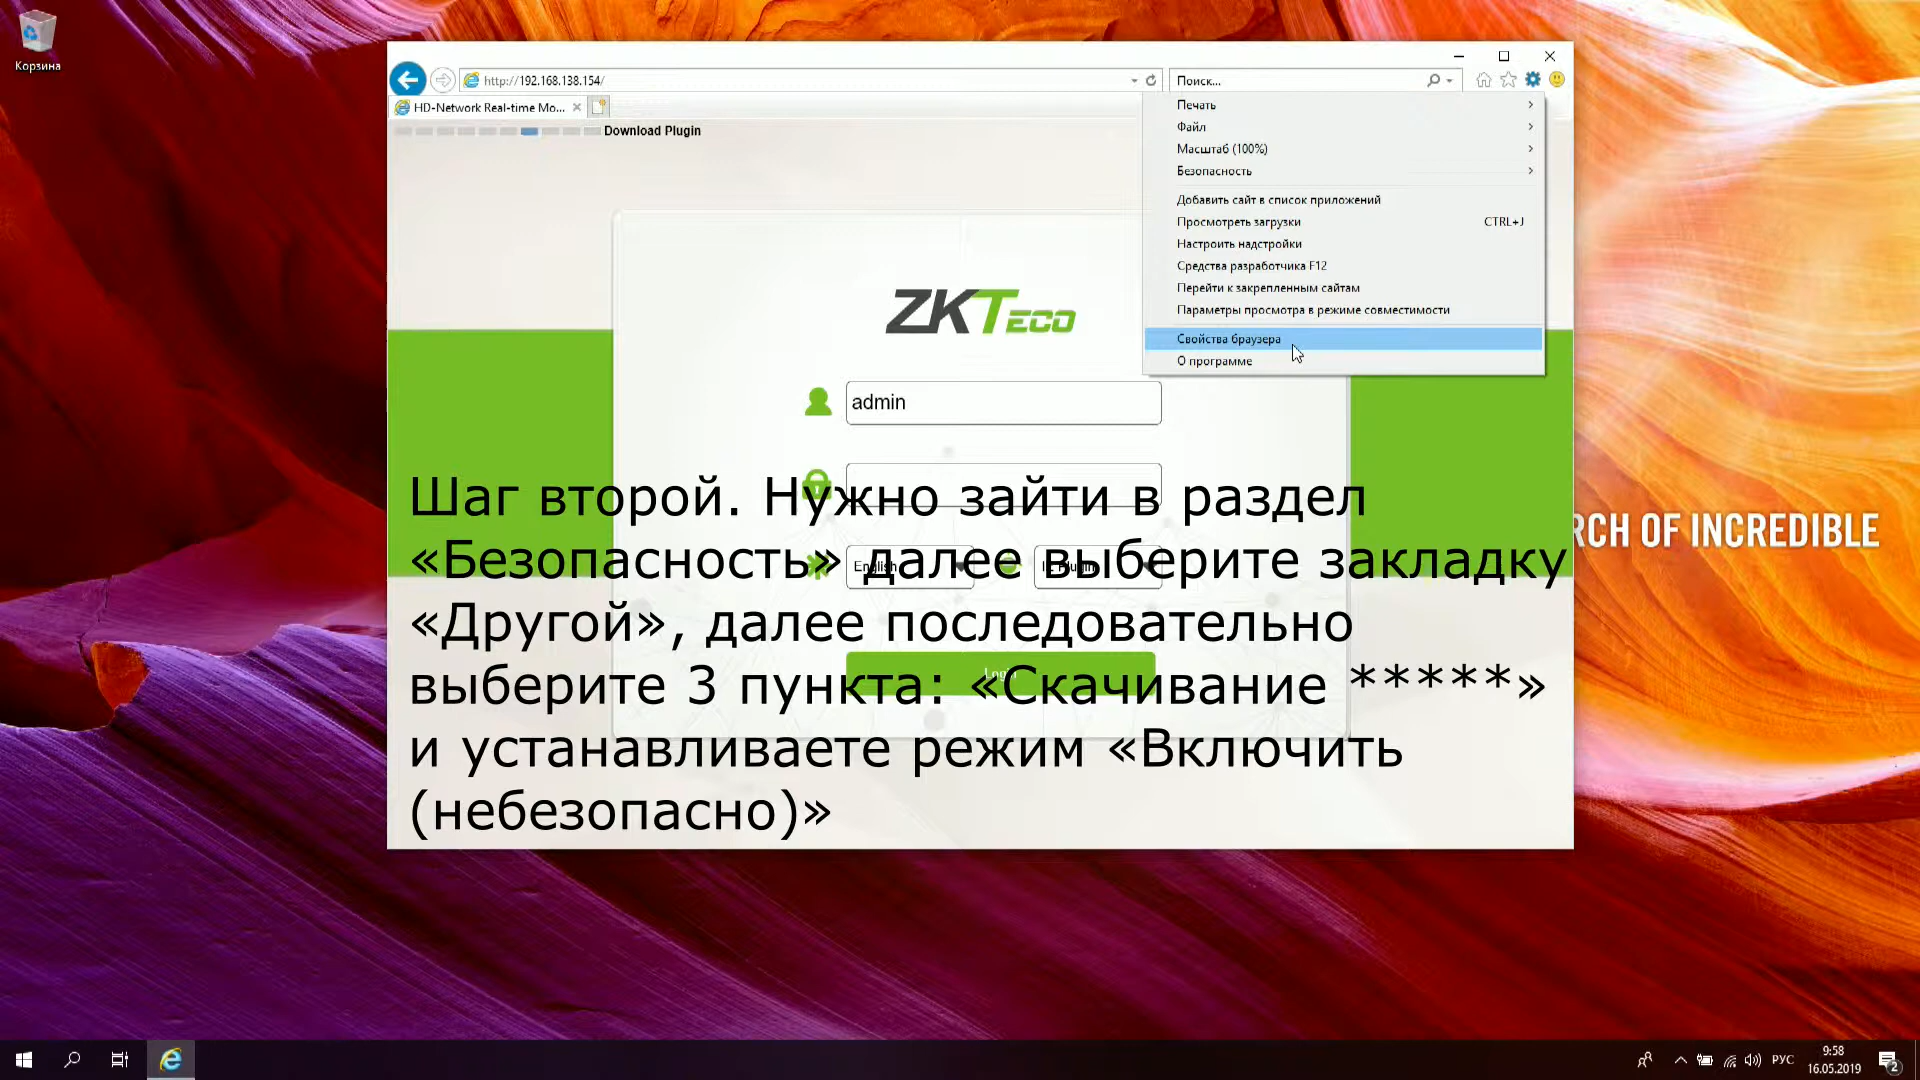 Корзина
http://192.168.138.154/
Поиск...
HD-Network Real-time Mo...
Download Plugin
Печать
Файл
Масштаб (100%)
Безопасность
Добавить сайт в список приложений
Просмотреть загрузки CTRL+J
Настроить надстройки
Средства разработчика F12
Перейти к закрепленным сайтам
Параметры просмотра в режиме совместимости
Свойства браузера
О программе
ZKTECO
admin
Шаг второй. Нужно зайти в раздел
«Безопасность» далее выберите закладку
«Другой», далее последовательно
выберите 3 пункта: «Скачивание *****»
и устанавливаете режим «Включить
(небезопасно)»
English
Login
RCH OF INCREDIBLE
РУС
9:58
16.05.2019
2